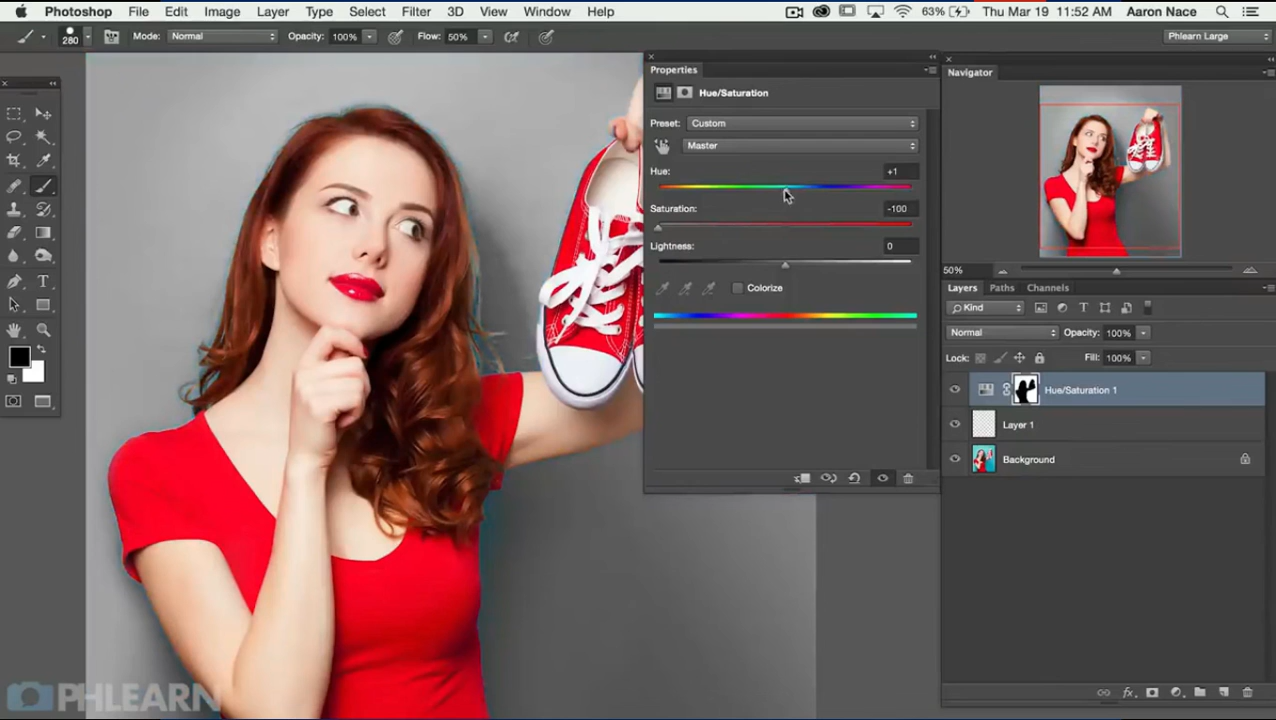 Photoshop File Edit Image Layer Type Select Filter 3D View Window Help 63% Thu Mar 19 11:52 AM Aaron Nace
280 Mode: Normal Opacity: 100% Flow: 50% Phlearn Large
Properties
Hue/Saturation
Preset: Custom
Master
Hue: +1
Saturation: -100
Lightness: 0
Colorize
Navigator
50%
Layers Paths Channels
Kind
Normal Opacity: 100%
Lock: Fill: 100%
Hue/Saturation 1
Layer 1
Background
PHLEARN